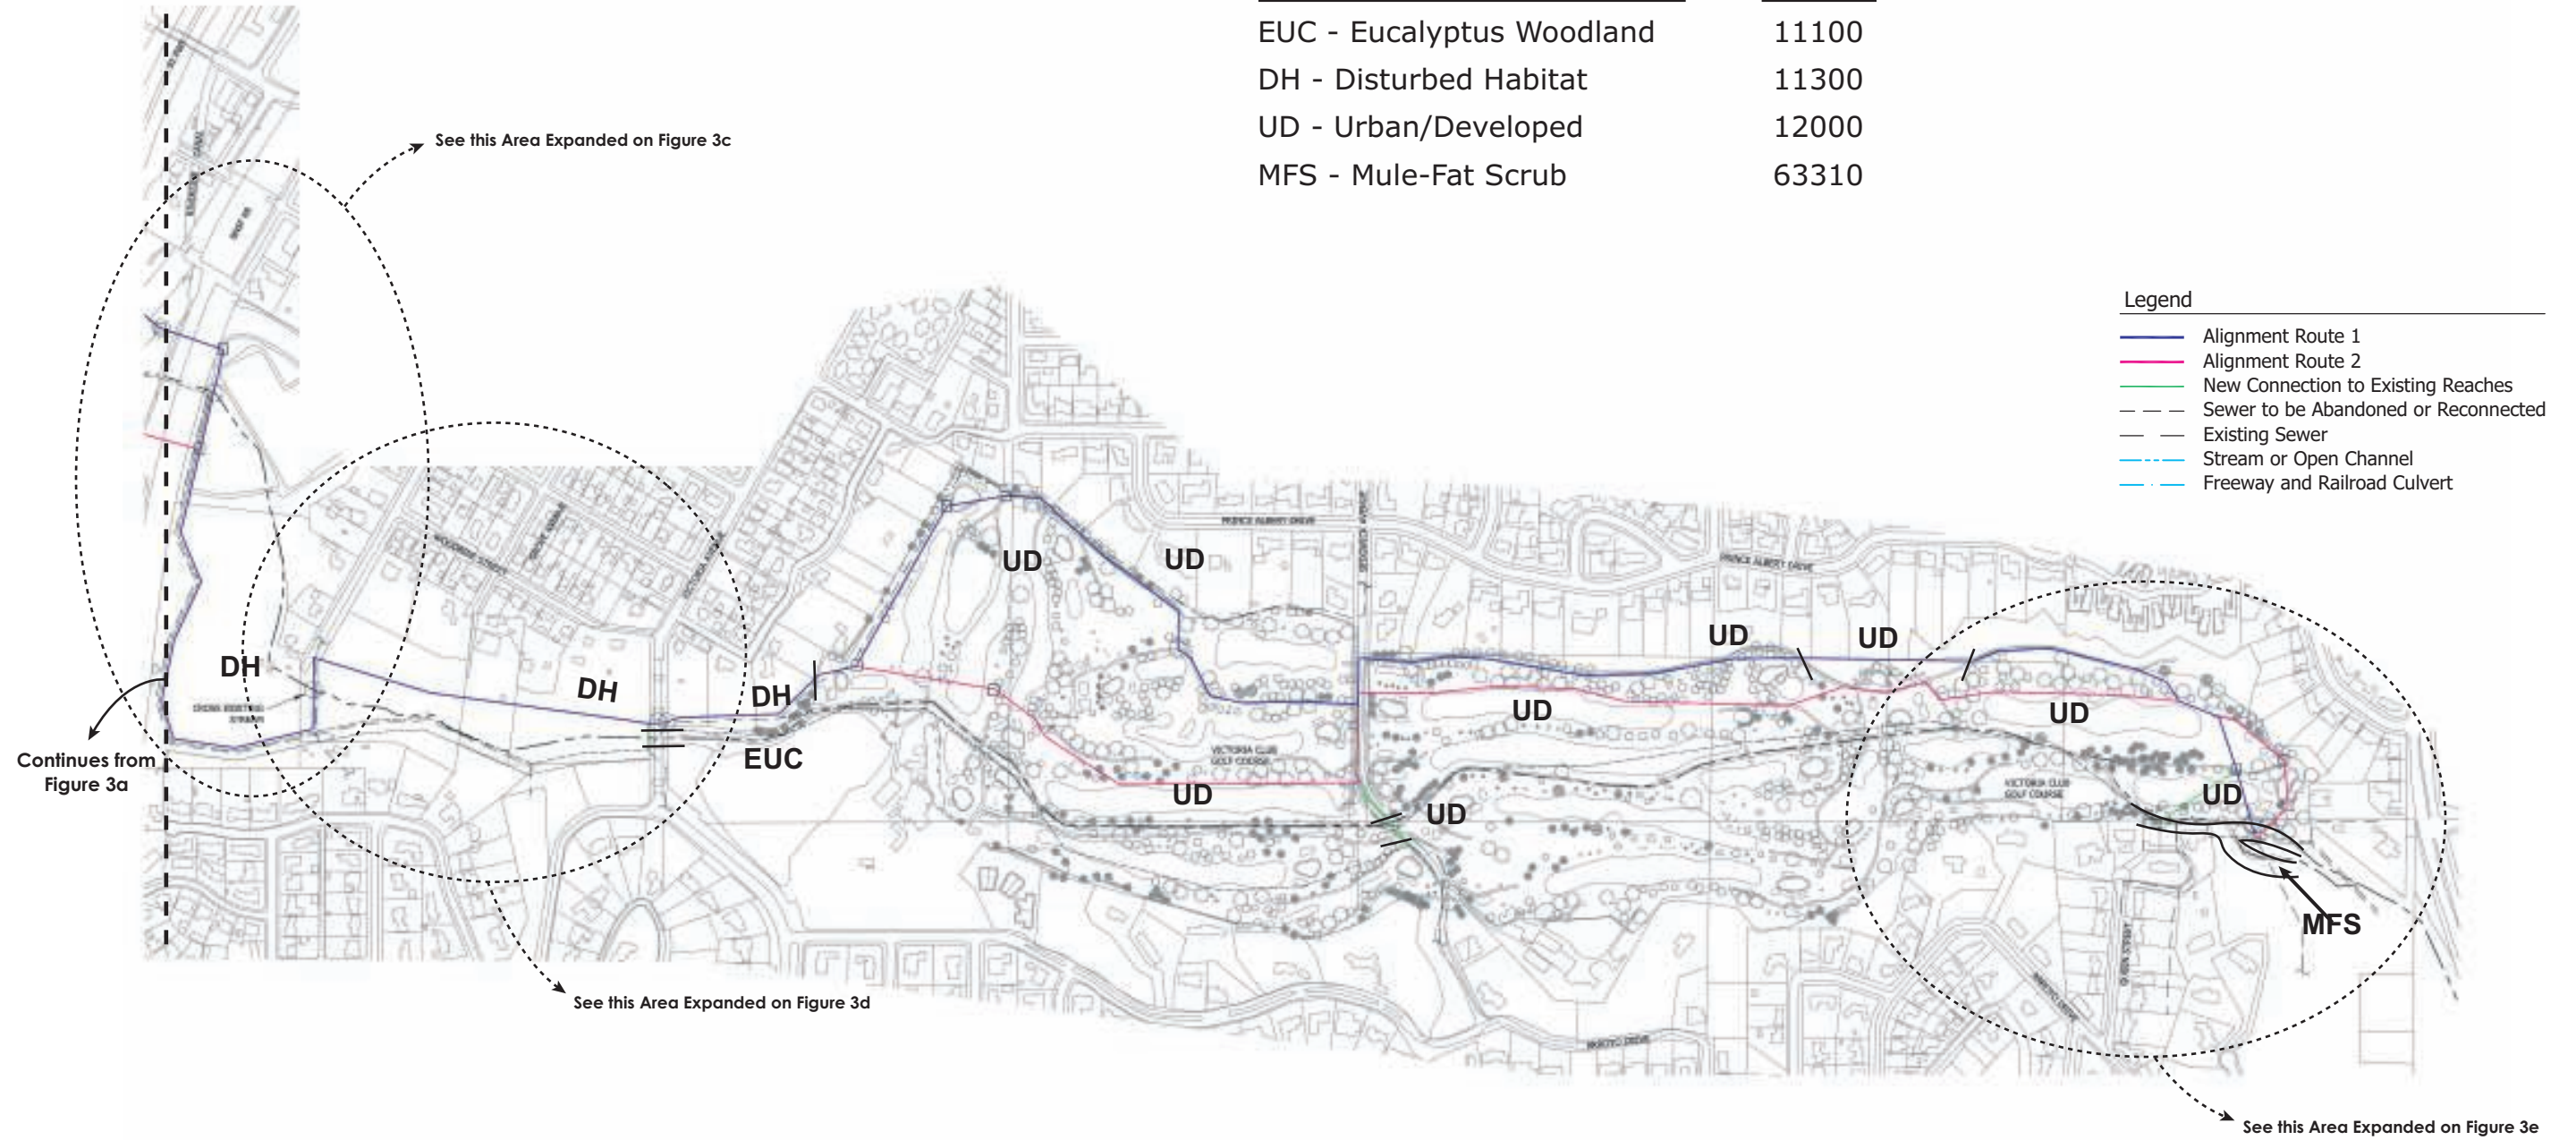 EUC - Eucalyptus Woodland 11100
DH - Disturbed Habitat 11300
UD - Urban/Developed 12000
MFS - Mule-Fat Scrub 63310
See this Area Expanded on Figure 3c
Legend
Alignment Route 1
Alignment Route 2
New Connection to Existing Reaches
Sewer to be Abandoned or Reconnected
Existing Sewer
Stream or Open Channel
Freeway and Railroad Culvert
PRINCE ALBERT DRIVE
PRINCE ALBERT DRIVE
VICTORIA AVENUE
UD
UD
UD
UD
DH
DH
DH
UD
UD
CROSS EXISTING
STREAM
EUC
VICTORIA CLUB
GOLF COURSE
VICTORIA CLUB
GOLF COURSE
UD
UD
UD
Continues from
Figure 3a
MFS
See this Area Expanded on Figure 3d
See this Area Expanded on Figure 3e